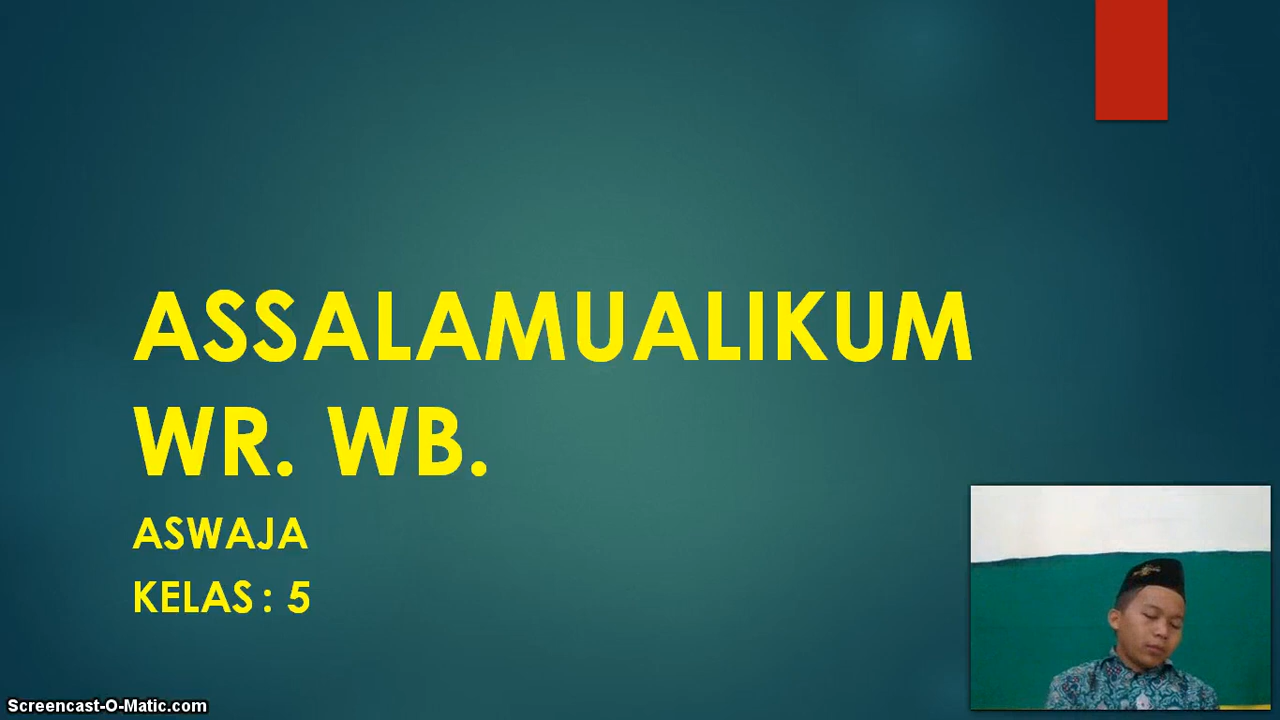 ASSALAMUALIKUM
WR. WB.
ASWAJA
KELAS : 5
Screencast-O-Matic.com